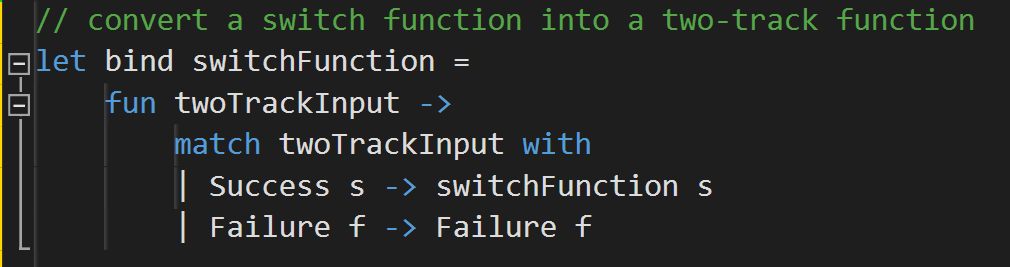 // convert a switch function into a two-track function
let bind switchFunction =
    fun twoTrackInput ->
        match twoTrackInput with
        | Success s -> switchFunction s
        | Failure f -> Failure f